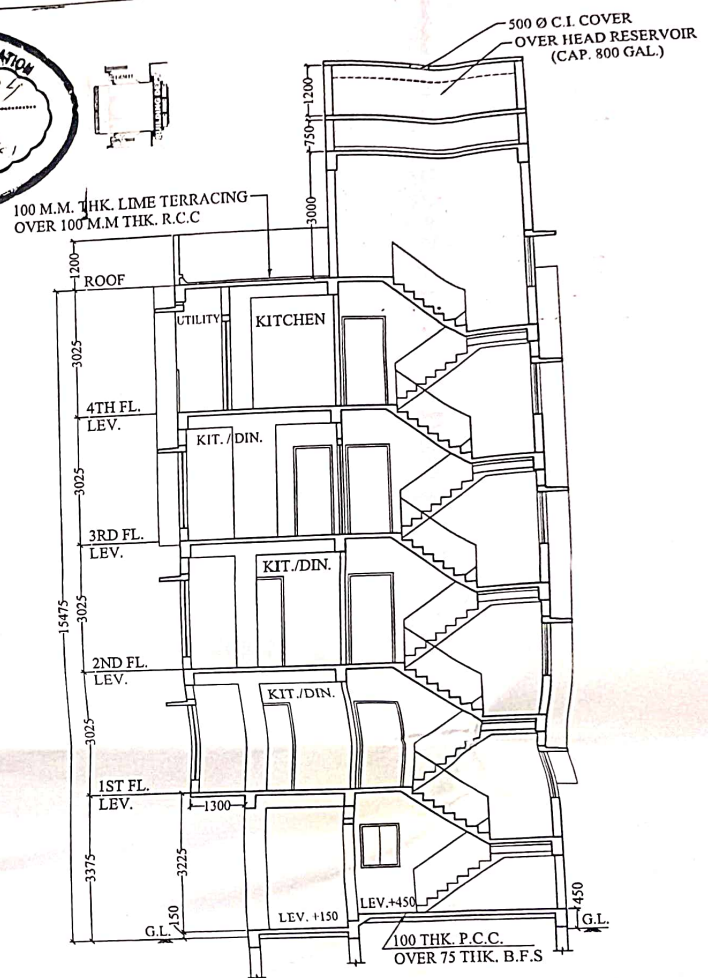 500 Ø C.I. COVER
OVER HEAD RESERVOIR
(CAP. 800 GAL.)
1200
750
3000
100 M.M. THK. LIME TERRACING
OVER 100 M.M THK. R.C.C
1200
ROOF
UTILITY
KITCHEN
3025
4TH FL.
LEV.
KIT. / DIN.
3025
3RD FL.
LEV.
KIT./DIN.
3025
15475
2ND FL.
LEV.
KIT./DIN.
3025
1ST FL.
LEV.
1300
3375
3225
LEV. +150
LEV.+450
150
G.L.
450
G.L.
100 THK. P.C.C.
OVER 75 THK. B.F.S